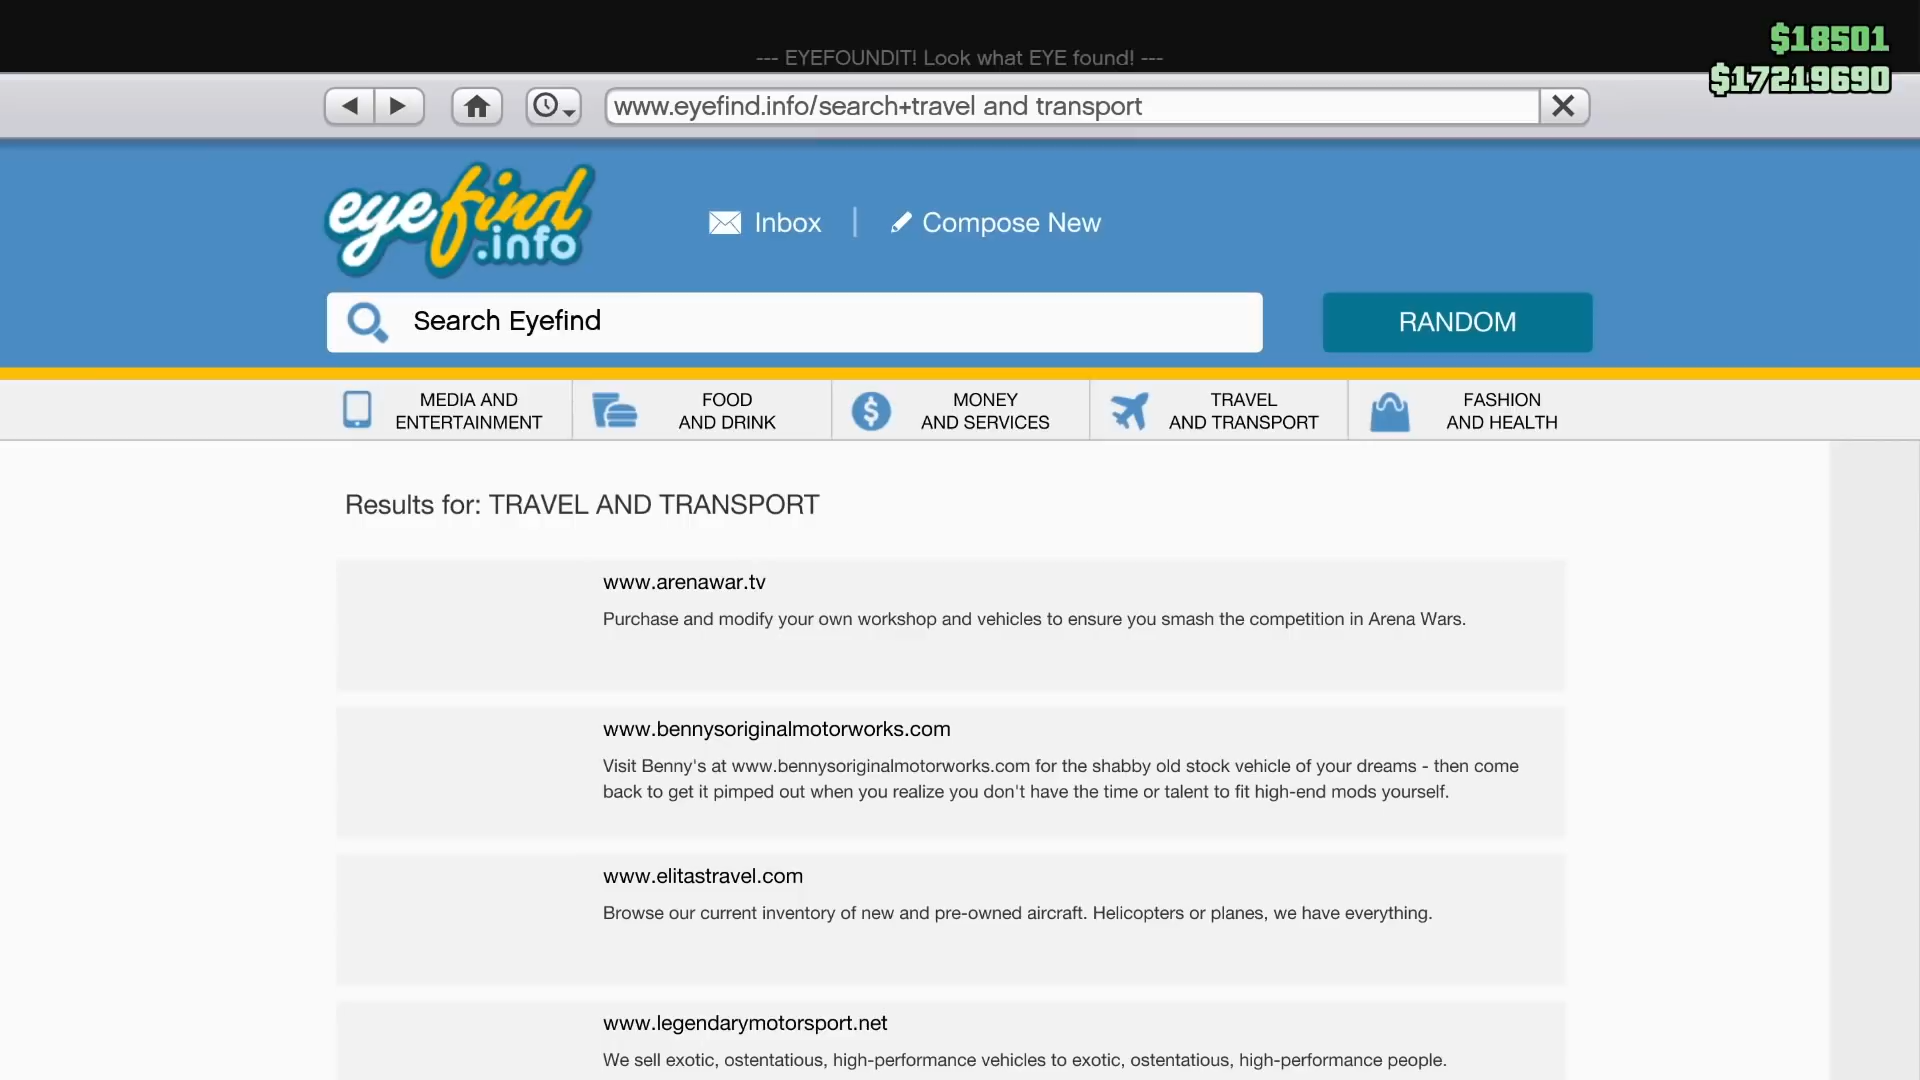 $18501
--- EYEFOUNDIT! Look what EYE found! ---
$17219690
www.eyefind.info/search+travel and transport
eyefind
.info
Inbox | Compose New
Search Eyefind
RANDOM
MEDIA AND
ENTERTAINMENT
FOOD
AND DRINK
MONEY
AND SERVICES
TRAVEL
AND TRANSPORT
FASHION
AND HEALTH
Results for: TRAVEL AND TRANSPORT
www.arenawar.tv
Purchase and modify your own workshop and vehicles to ensure you smash the competition in Arena Wars.
www.bennysoriginalmotorworks.com
Visit Benny's at www.bennysoriginalmotorworks.com for the shabby old stock vehicle of your dreams - then come
back to get it pimped out when you realize you don't have the time or talent to fit high-end mods yourself.
www.elitastravel.com
Browse our current inventory of new and pre-owned aircraft. Helicopters or planes, we have everything.
www.legendarymotorsport.net
We sell exotic, ostentatious, high-performance vehicles to exotic, ostentatious, high-performance people.